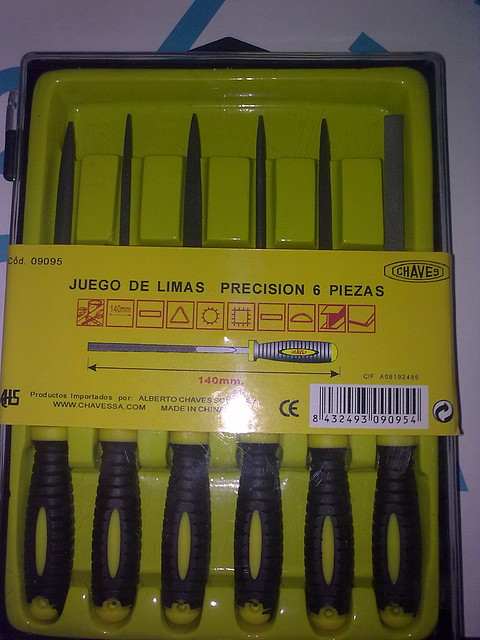 Cód. 09095
CHAVES
JUEGO DE LIMAS PRECISION 6 PIEZAS
140mm
140mm.
C/F A08192486
Productos Importados por: ALBERTO CHAVES
WWW.CHAVESSA.COM MADE IN CHINA
CE
8 432493 090954